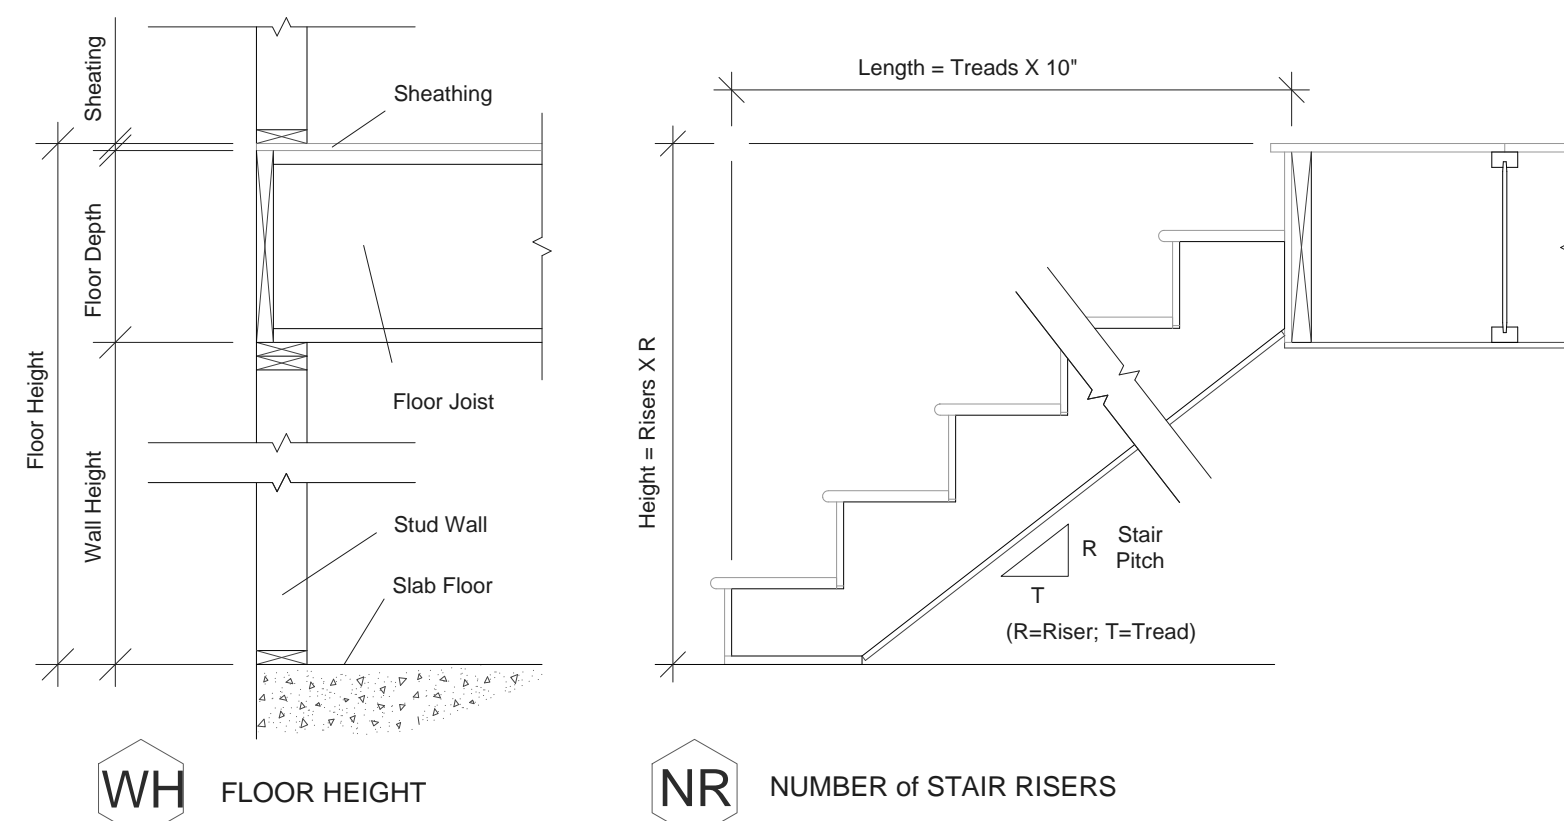 Sheating
Floor Depth
Floor Height
Wall Height
Sheathing
Floor Joist
Stud Wall
Slab Floor
WH
FLOOR HEIGHT
Length = Treads X 10"
Height = Risers X R
R
Stair
Pitch
T
(R=Riser; T=Tread)
NR
NUMBER of STAIR RISERS